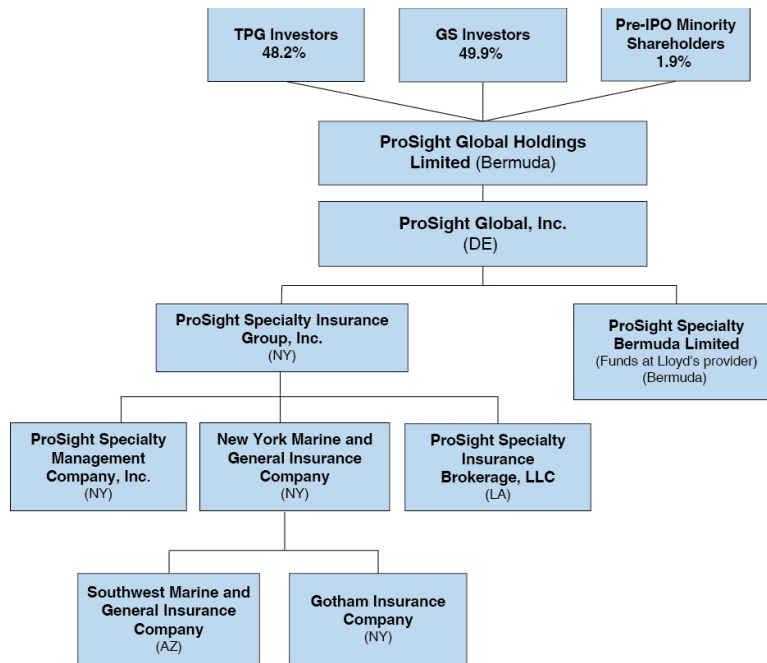 TPG Investors
48.2%
GS Investors
49.9%
Pre-IPO Minority
Shareholders
1.9%
ProSight Global Holdings
Limited (Bermuda)
ProSight Global, Inc.
(DE)
ProSight Specialty Insurance
Group, Inc.
(NY)
ProSight Specialty
Bermuda Limited
(Funds at Lloyd's provider)
(Bermuda)
ProSight Specialty
Management
Company, Inc.
(NY)
New York Marine and
General Insurance
Company
(NY)
ProSight Specialty
Insurance
Brokerage, LLC
(LA)
Southwest Marine and
General Insurance
Company
(AZ)
Gotham Insurance
Company
(NY)